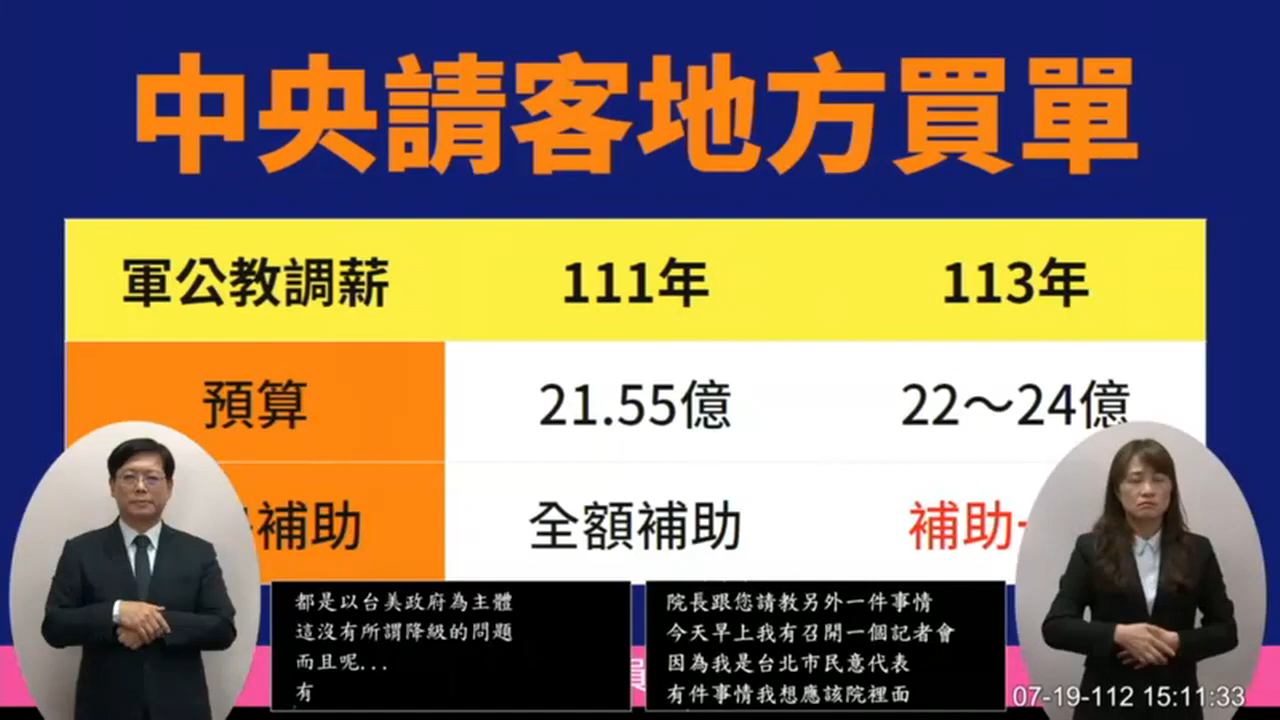 中央請客地方買單
軍公教調薪 111年 113年
預算 21.55億 22～24億
補助 全額補助 補助
都是以台美政府為主體
這沒有所謂降級的問題
而且呢...
有
院長跟您請教另外一件事情
今天早上我有召開一個記者會
因為我是台北市民意代表
有件事情我想應該院裡面
07-19-112 15:11:33